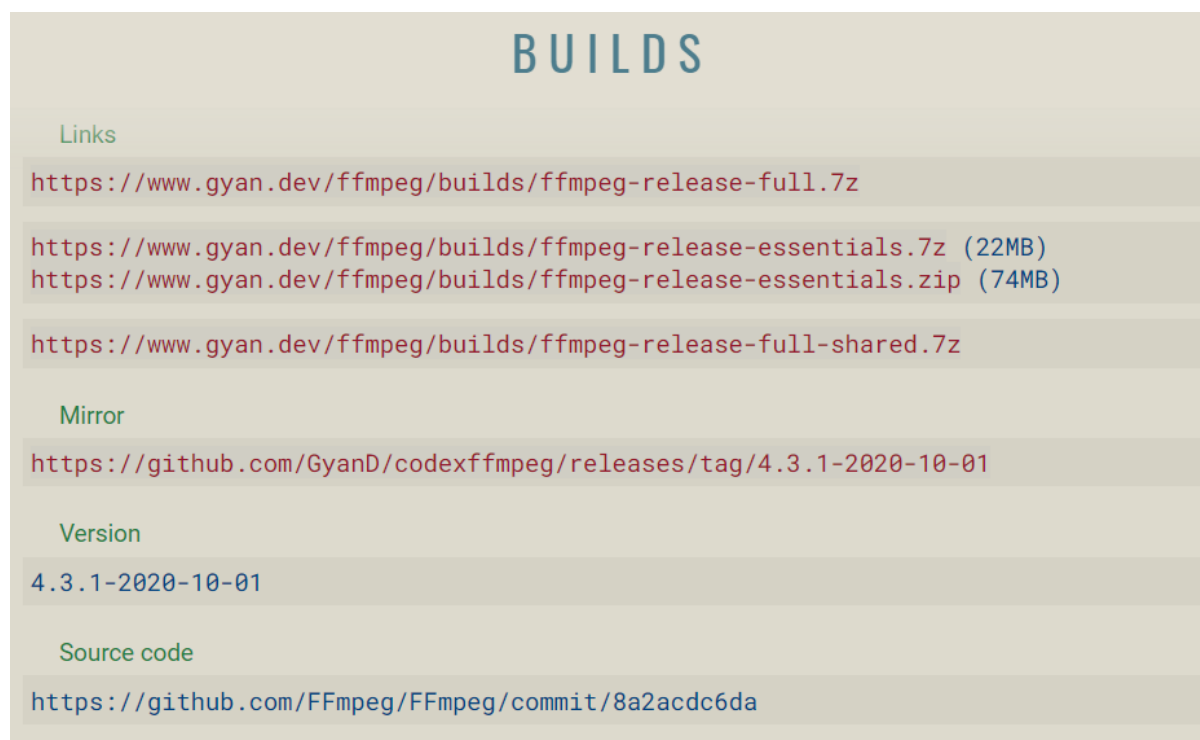 BUILDS
Links
https://www.gyan.dev/ffmpeg/builds/ffmpeg-release-full.7z
https://www.gyan.dev/ffmpeg/builds/ffmpeg-release-essentials.7z (22MB)
https://www.gyan.dev/ffmpeg/builds/ffmpeg-release-essentials.zip (74MB)
https://www.gyan.dev/ffmpeg/builds/ffmpeg-release-full-shared.7z
Mirror
https://github.com/GyanD/codexffmpeg/releases/tag/4.3.1-2020-10-01
Version
4.3.1-2020-10-01
Source code
https://github.com/FFmpeg/FFmpeg/commit/8a2acdc6da